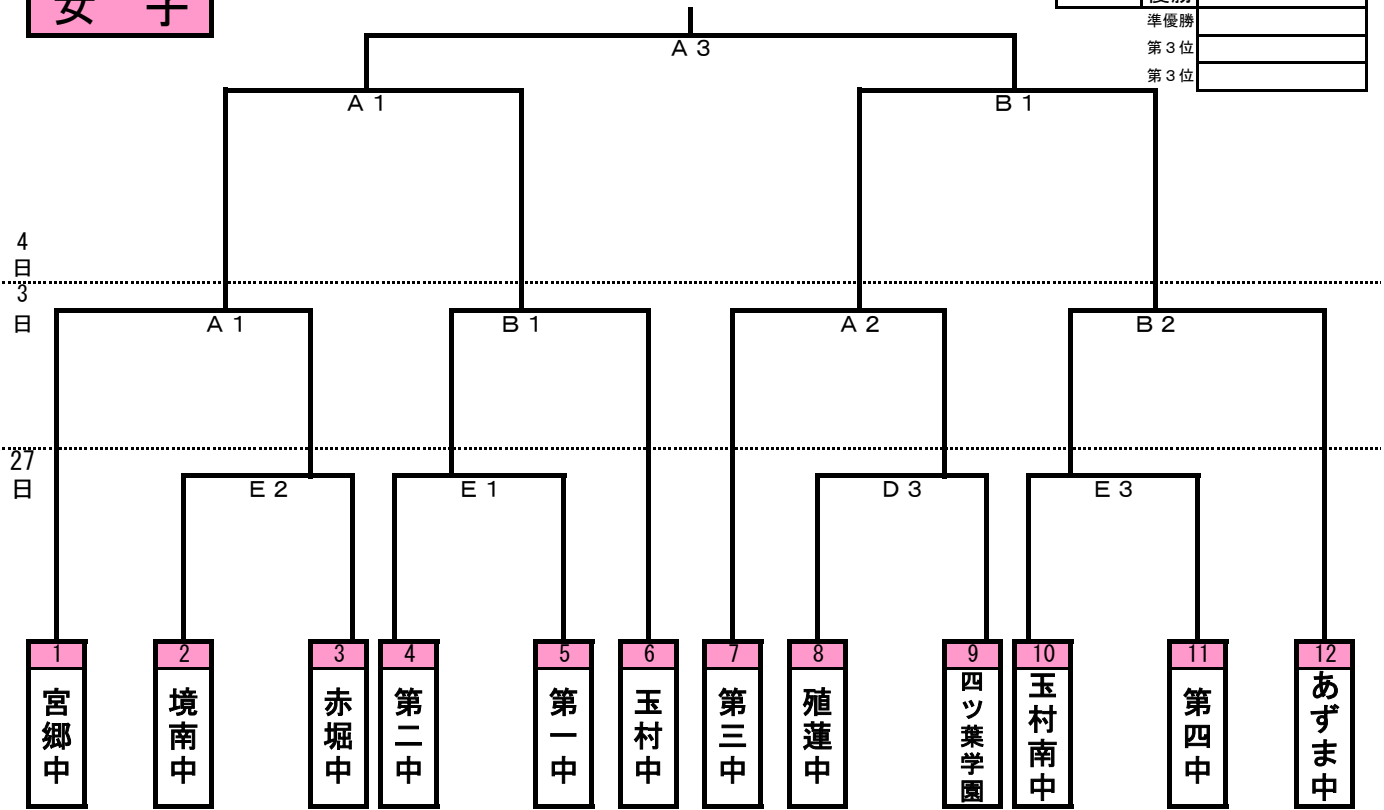 女 子
優勝
準優勝
第３位
第３位
Ａ３
Ａ１
Ｂ１
4
日
3
日
Ａ１
Ｂ１
Ａ２
Ｂ２
27
日
Ｅ２
Ｅ１
Ｄ３
Ｅ３
1
宮郷中
2
境南中
3
赤堀中
4
第二中
5
第一中
6
玉村中
7
第三中
8
殖蓮中
9
四ツ葉学園
10
玉村南中
11
第四中
12
あずま中